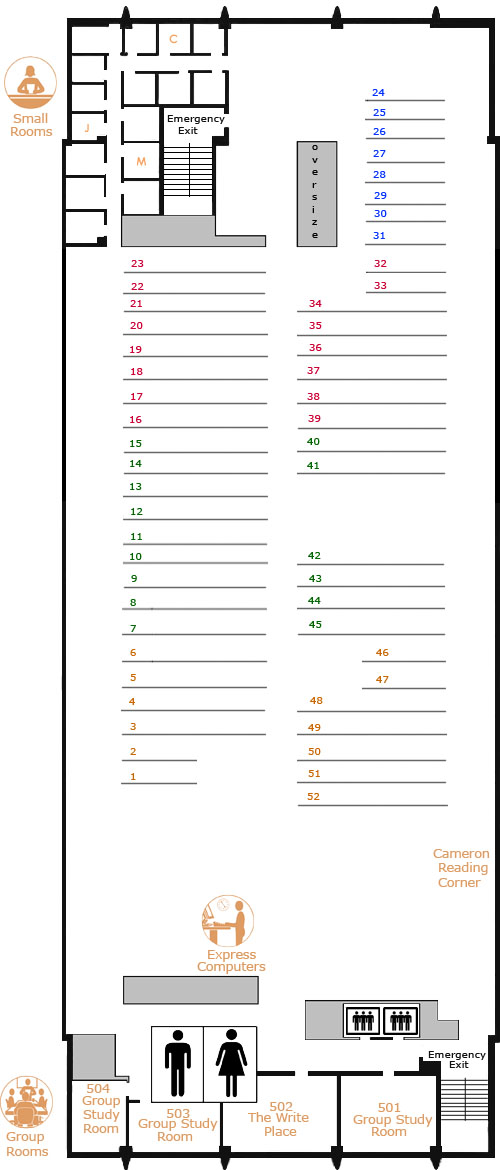 C
Small
Rooms
J
M
Emergency
Exit
oversize
24
25
26
27
28
29
30
31
32
33
23
22
21
20
19
18
17
16
15
14
13
12
11
10
9
8
7
6
5
4
3
2
1
34
35
36
37
38
39
40
41
42
43
44
45
46
47
48
49
50
51
52
Cameron
Reading
Corner
Express
Computers
Emergency
Exit
Group
Rooms
504
Group
Study
Room
503
Group Study
Room
502
The Write
Place
501
Group Study
Room